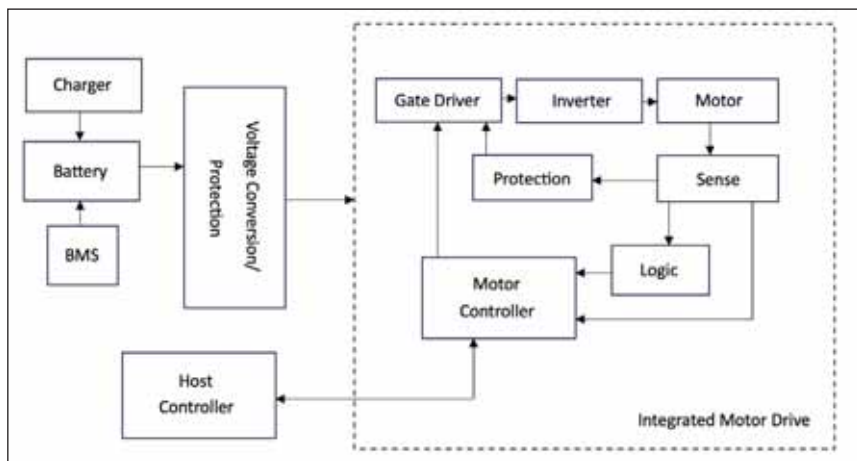 Charger
Battery
BMS
Voltage Conversion/
Protection
Host
Controller
Gate Driver
Inverter
Motor
Protection
Sense
Logic
Motor
Controller
Integrated Motor Drive